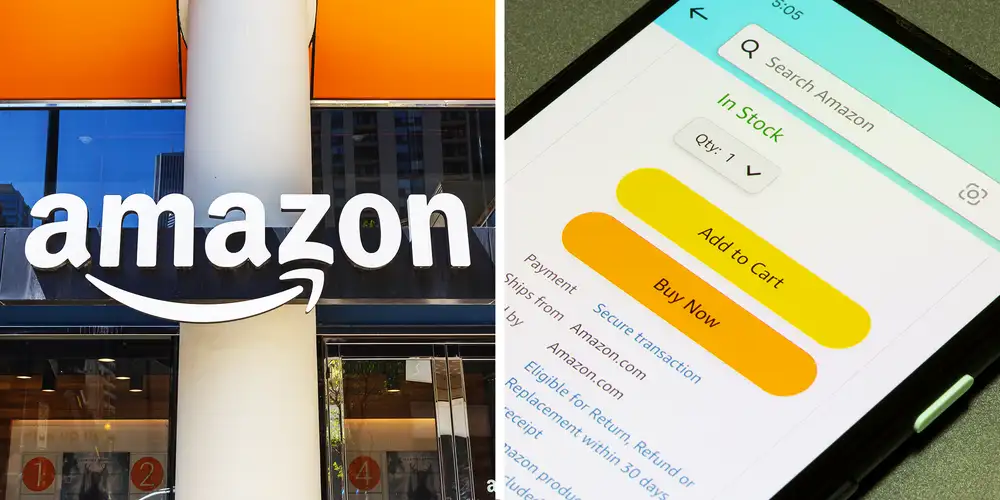 amazon
1
2
4
a
5:05
Search Amazon
In Stock
Qty: 1
Add to Cart
Buy Now
Payment Secure transaction
Ships from Amazon.com
by Amazon.com
Eligible for Return, Refund or
Replacement within 30 days
receipt